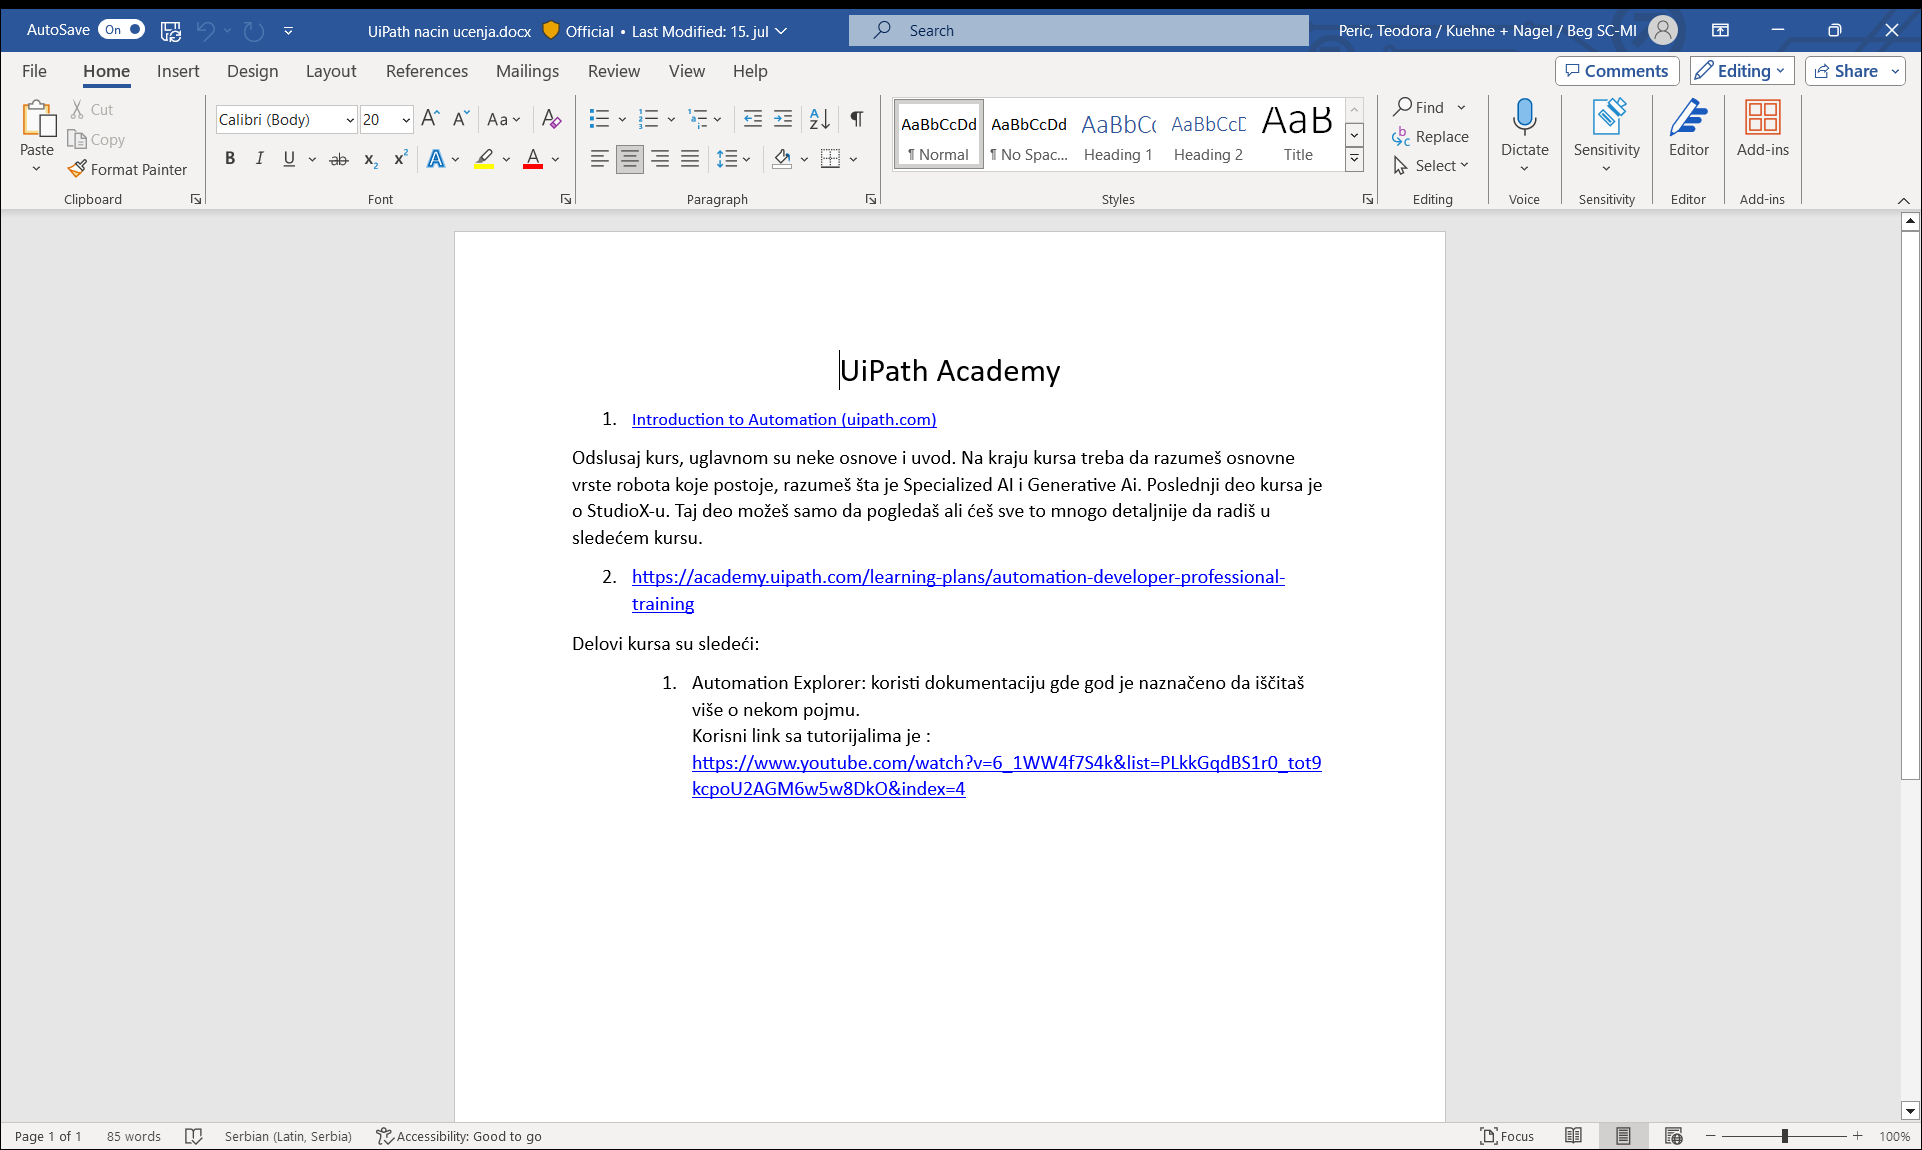 AutoSave On UiPath nacin ucenja.docx Official • Last Modified: 15. jul Search Peric, Teodora / Kuehne + Nagel / Beg SC-MI
File Home Insert Design Layout References Mailings Review View Help Comments Editing Share
Paste Cut Copy Format Painter Clipboard
Calibri (Body) 20 Aa B I U ab x₂ x² A A Font
Paragraph
AaBbCcDd ¶ Normal AaBbCcDd ¶ No Spac... AaBbCc Heading 1 AaBbCcD Heading 2 AaB Title Styles
Find Replace Select Editing
Dictate Voice
Sensitivity Sensitivity
Editor Editor
Add-ins Add-ins
UiPath Academy
1. Introduction to Automation (uipath.com)
Odslusaj kurs, uglavnom su neke osnove i uvod. Na kraju kursa treba da razumeš osnovne
vrste robota koje postoje, razumeš šta je Specialized AI i Generative Ai. Poslednji deo kursa je
o StudioX-u. Taj deo možeš samo da pogledaš ali ćeš sve to mnogo detaljnije da radiš u
sledećem kursu.
2. https://academy.uipath.com/learning-plans/automation-developer-professional-
training
Delovi kursa su sledeći:
1. Automation Explorer: koristi dokumentaciju gde god je naznačeno da iščitaš
više o nekom pojmu.
Korisni link sa tutorijalima je :
https://www.youtube.com/watch?v=6_1WW4f7S4k&list=PLkkGqdBS1r0_tot9
kcpoU2AGM6w5w8DkO&index=4
Page 1 of 1 85 words Serbian (Latin, Serbia) Accessibility: Good to go Focus 100%